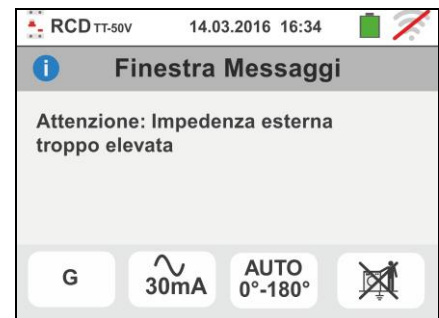 RCD TT-50V 14.03.2016 16:34
Finestra Messaggi
Attenzione: Impedenza esterna
troppo elevata
G
30mA
AUTO
0°-180°